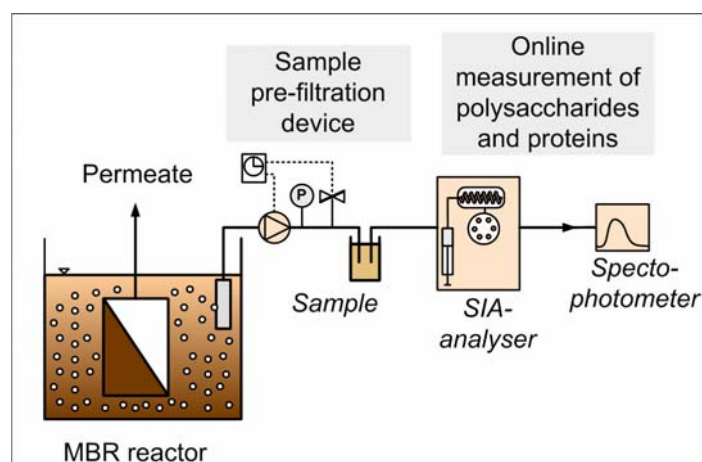 Sample
pre-filtration
device
Online
measurement of
polysaccharides
and proteins
Permeate
P
Sample
SIA-
analyser
Specto-
photometer
MBR reactor